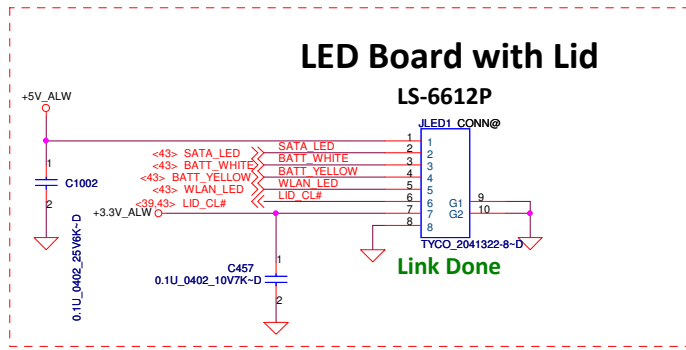 LED Board with Lid
LS-6612P
+5V_ALW
JLED1 CONN@
1 1
SATA_LED 2 2
<43> SATA_LED
BATT_WHITE 3 3
<43> BATT_WHITE
BATT_YELLOW 4 4
<43> BATT_YELLOW
WLAN_LED 5 5
<43> WLAN_LED
LID_CL# 6 6 G1 9
<39,43> LID_CL#
+3.3V_ALW 7 7 G2 10
8 8
TYCO_2041322-8~D
Link Done
1
C1002
2
0.1U_0402_25V6K~D
1
C457
0.1U_0402_10V7K~D
2